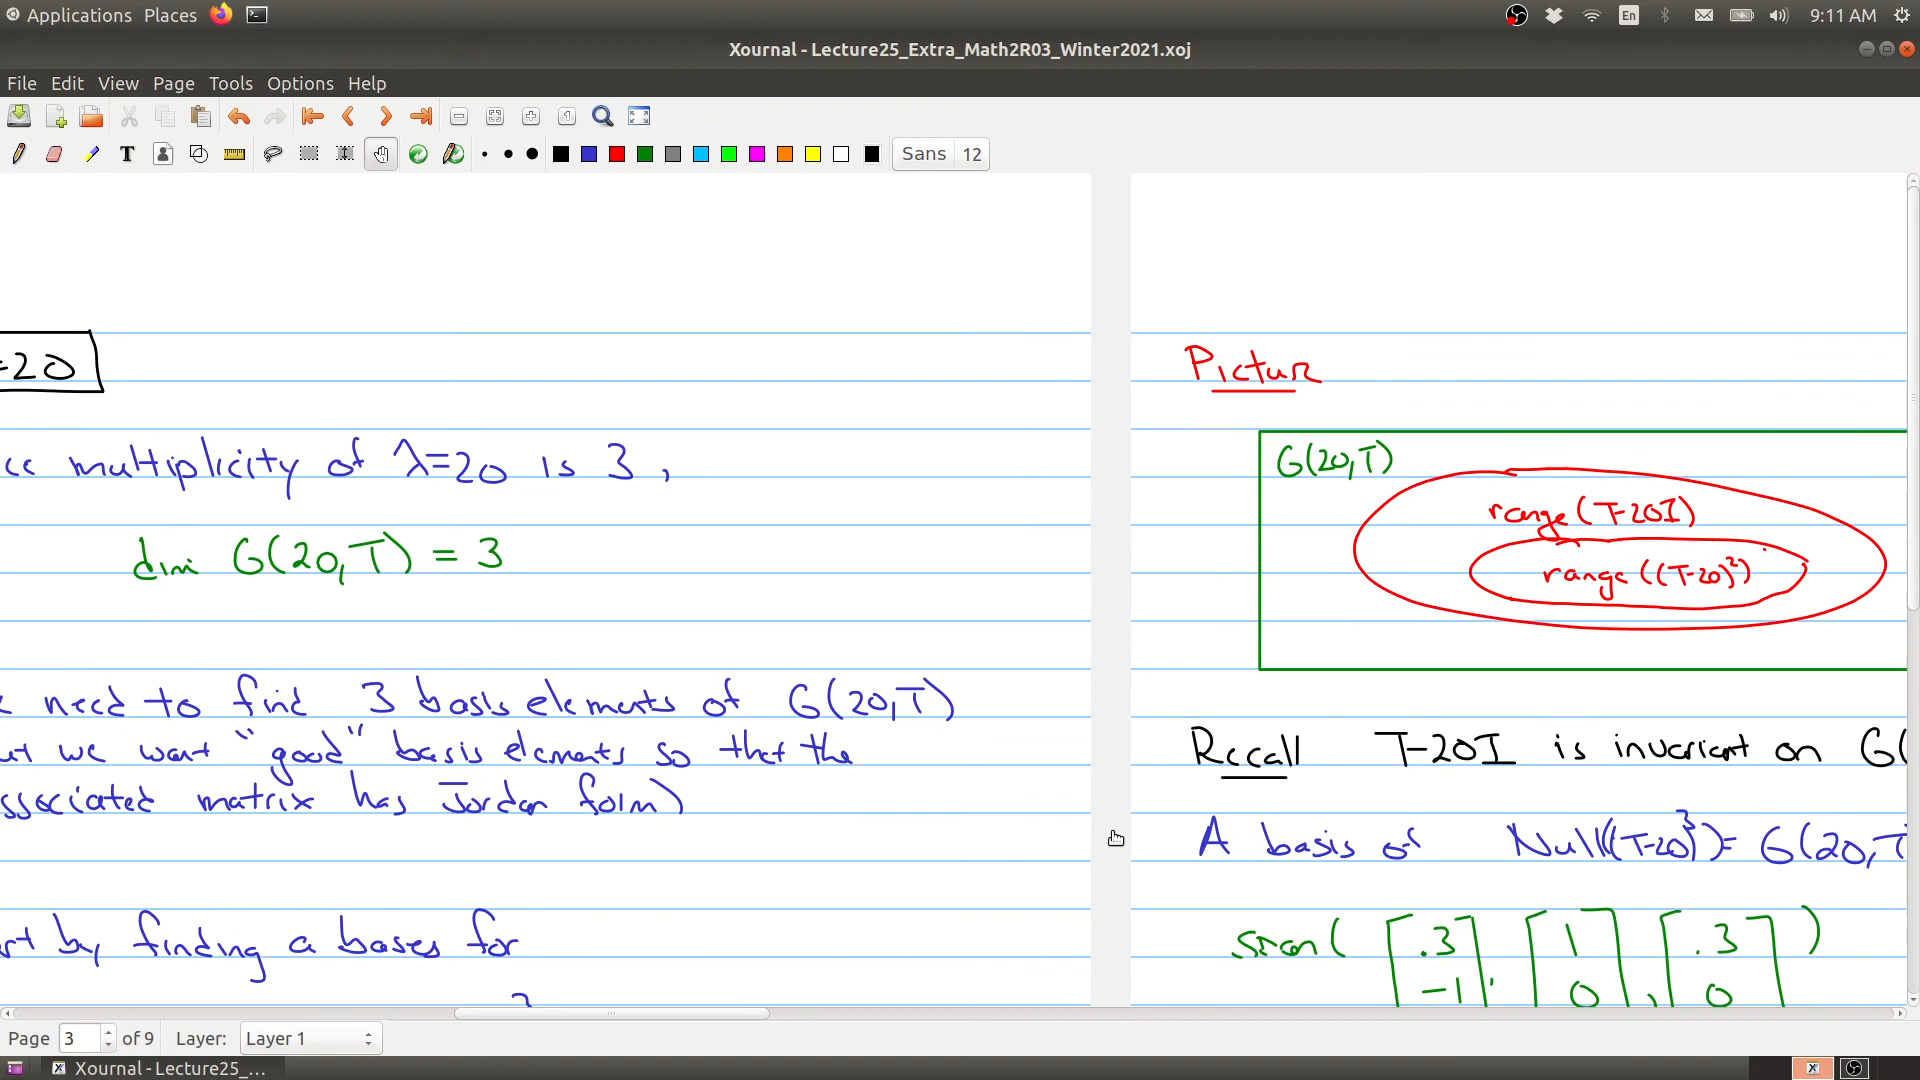 Applications Places En 9:11 AM
Xournal - Lecture25_Extra_Math2R03_Winter2021.xoj
File Edit View Page Tools Options Help
T Sans 12
=20
multiplicity of λ=20 is 3,
dim G(20,T) = 3
need to find 3 basis elements of G(20,T)
we want "good" basis elements so that the
associated matrix has Jordan form)
by finding a bases for
2
Pictur
G(20,T)
range (T-20I)
range ((T-20)²)
Recall T-20I is invariant on G(
A basis of Null((T-20)³) = G(20,T
span( [ .3 ], [ 1 ], [ .3 ] )
-1 0 0
Page 3 of 9 Layer: Layer 1
Xournal - Lecture25_...